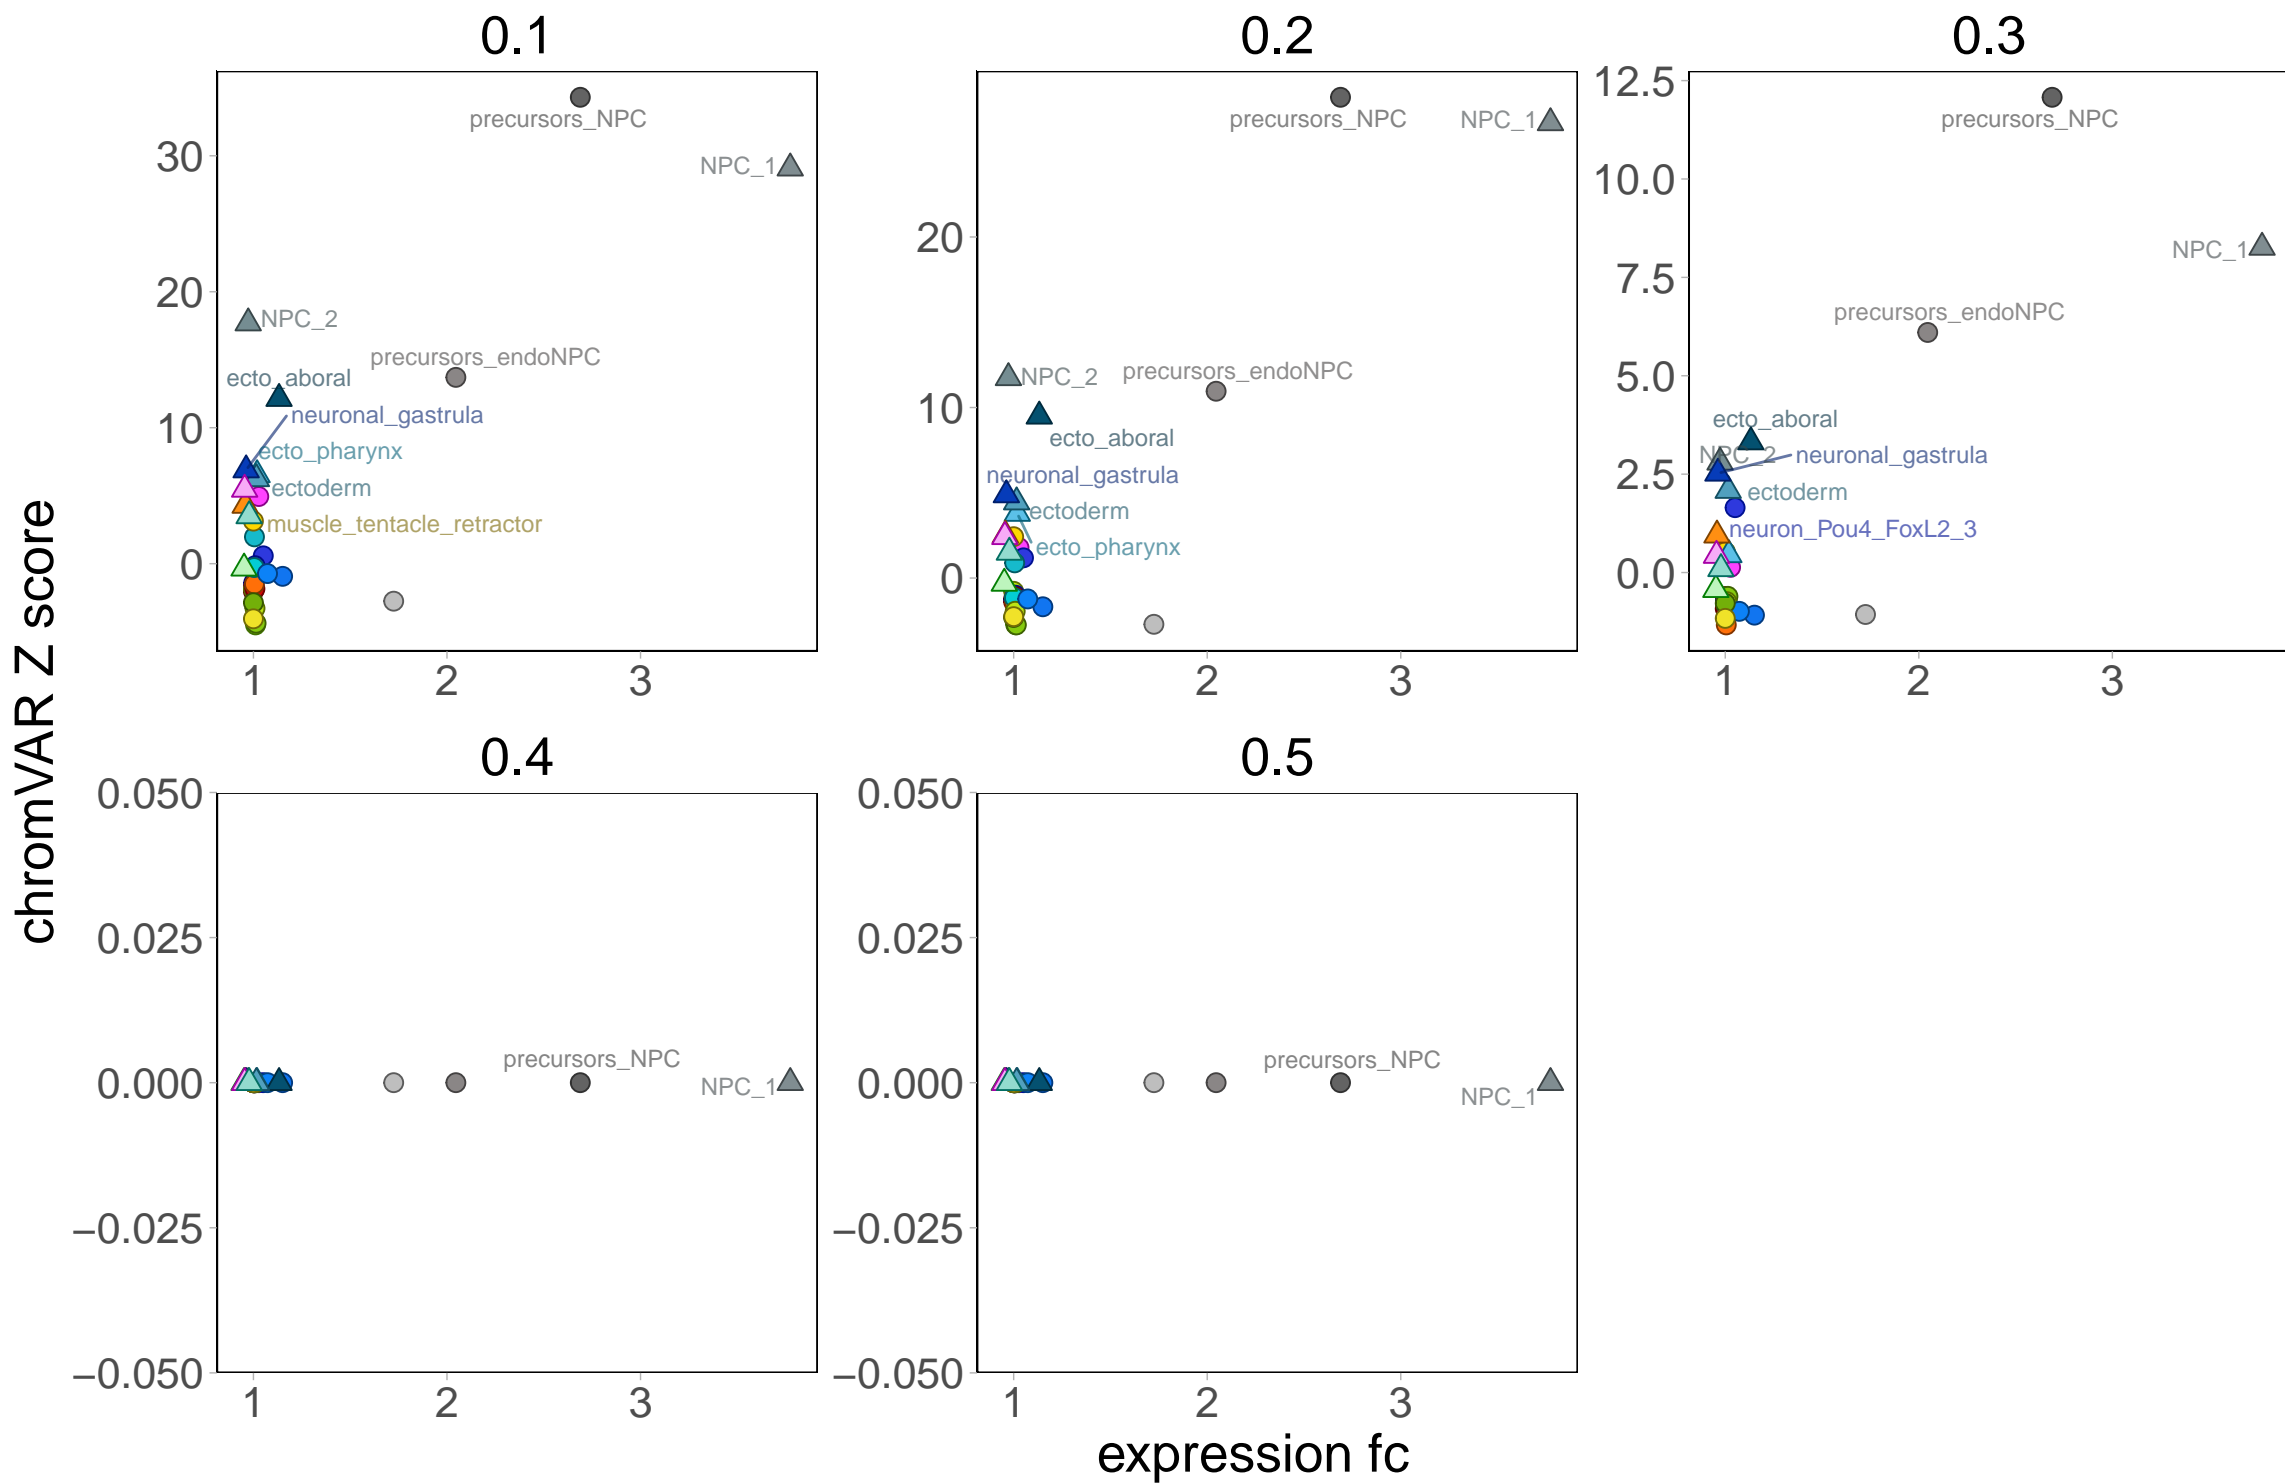 0.1
0.2
0.3
precursors_NPC
NPC_1
NPC_2
precursors_endoNPC
ecto_aboral
neuronal_gastrula
ecto_pharynx
ectoderm
muscle_tentacle_retractor
30
20
10
0
1
2
3
precursors_NPC
NPC_1
NPC_2
precursors_endoNPC
ecto_aboral
neuronal_gastrula
ectoderm
ecto_pharynx
20
10
0
1
2
3
12.5
10.0
7.5
5.0
2.5
0.0
precursors_NPC
NPC_1
precursors_endoNPC
ecto_aboral
NPC_2
neuronal_gastrula
ectoderm
neuron_Pou4_FoxL2_3
1
2
3
chromVAR Z score
0.4
0.5
0.050
0.025
0.000
−0.025
−0.050
precursors_NPC
NPC_1
1
2
3
0.050
0.025
0.000
−0.025
−0.050
precursors_NPC
NPC_1
1
2
3
expression fc